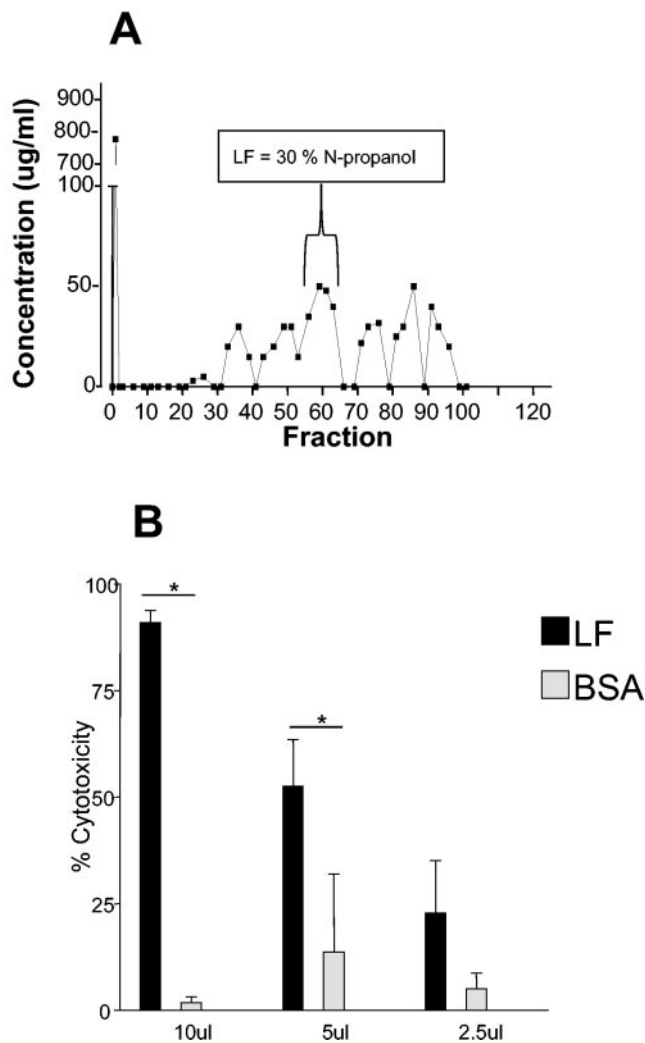 A
Concentration (ug/ml)
900
800
700
100
50
0
LF = 30 % N-propanol
0 10 20 30 40 50 60 70 80 90 100 120
Fraction
B
% Cytotoxicity
100
75
50
25
0
*
*
LF
BSA
10ul 5ul 2.5ul